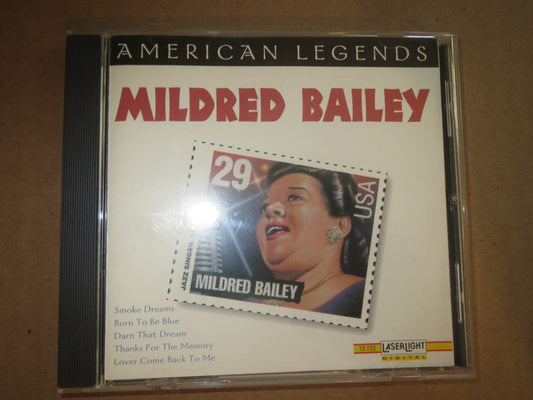 AMERICAN LEGENDS
MILDRED BAILEY
29
USA
JAZZ SINGER
MILDRED BAILEY
Smoke Dreams
Born To Be Blue
Darn That Dream
Thanks For The Memory
Lover Come Back To Me
12 732
LASERLIGHT
DIGITAL